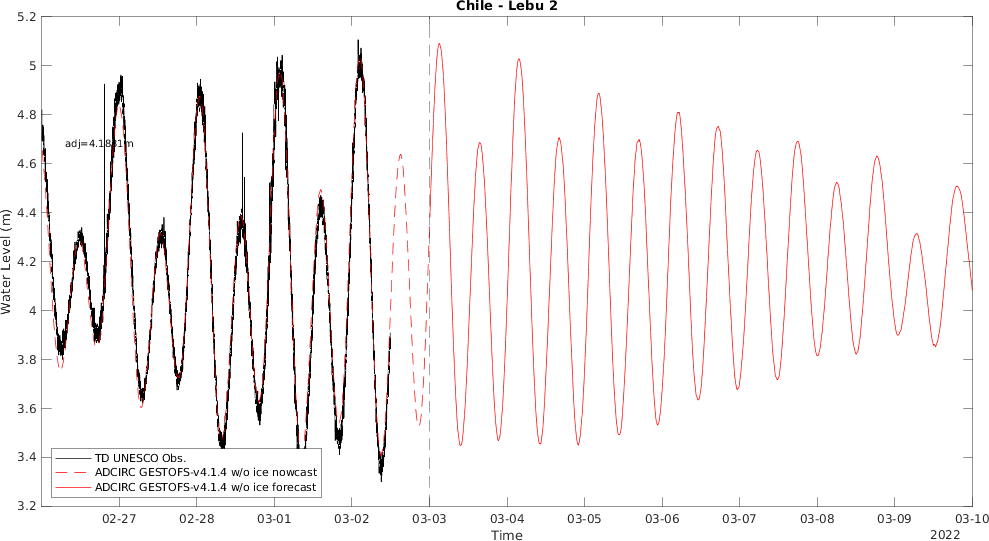 Chile - Lebu 2
5.2
5
4.8
4.6
4.4
4.2
4
3.8
3.6
3.4
3.2
Water Level (m)
adj=4.1831m
TD UNESCO Obs.
ADCIRC GESTOFS-v4.1.4 w/o ice nowcast
ADCIRC GESTOFS-v4.1.4 w/o ice forecast
02-27 02-28 03-01 03-02 03-03 03-04 03-05 03-06 03-07 03-08 03-09 03-10
Time
2022